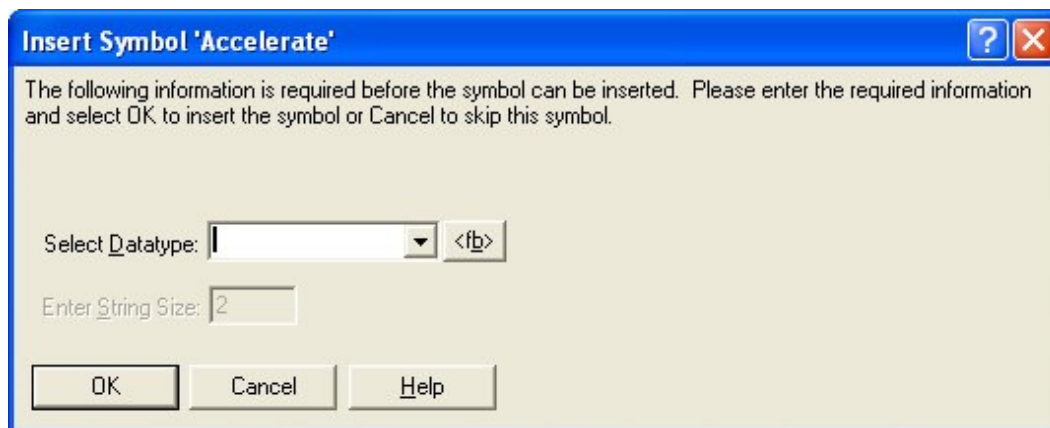 Insert Symbol 'Accelerate'
The following information is required before the symbol can be inserted.  Please enter the required information
and select OK to insert the symbol or Cancel to skip this symbol.
Select Datatype:
<fb>
Enter String Size: 2
OK Cancel Help